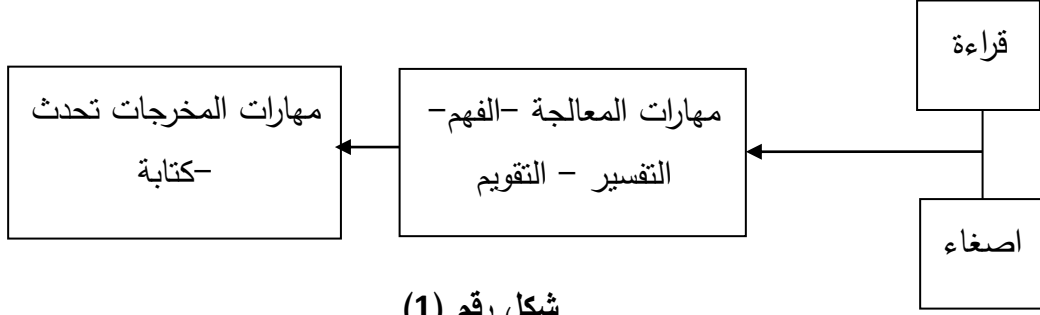 قراءة
اصغاء
مهارات المعالجة –الفهم–
التفسير – التقويم
مهارات المخرجات تحدث
–كتابة
شكل رقم (1)